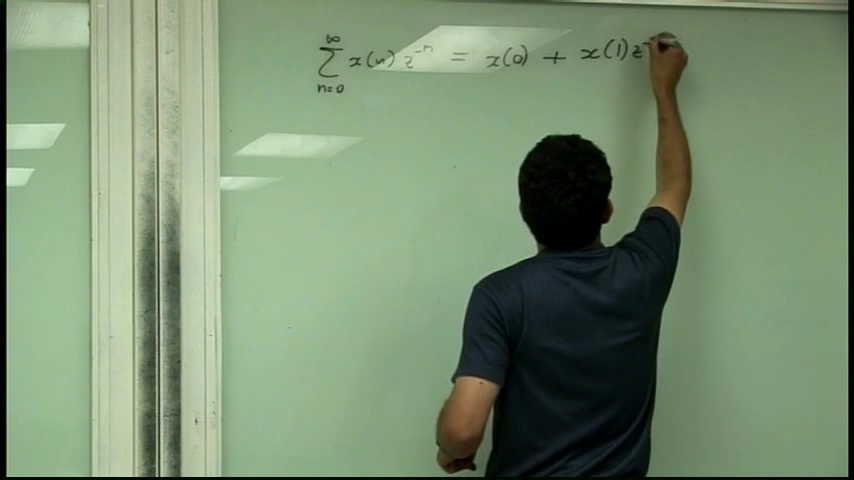 ∑_{n=0}^{∞} x(n) z^{-n} = x(0) + x(1) z^{-